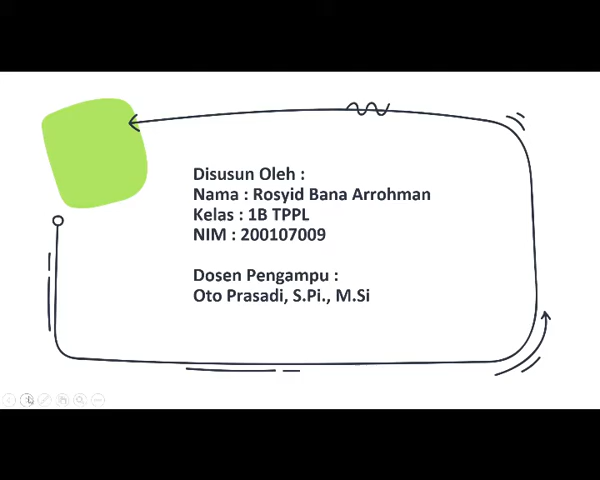 Disusun Oleh :
Nama : Rosyid Bana Arrohman
Kelas : 1B TPPL
NIM : 200107009
Dosen Pengampu :
Oto Prasadi, S.Pi., M.Si